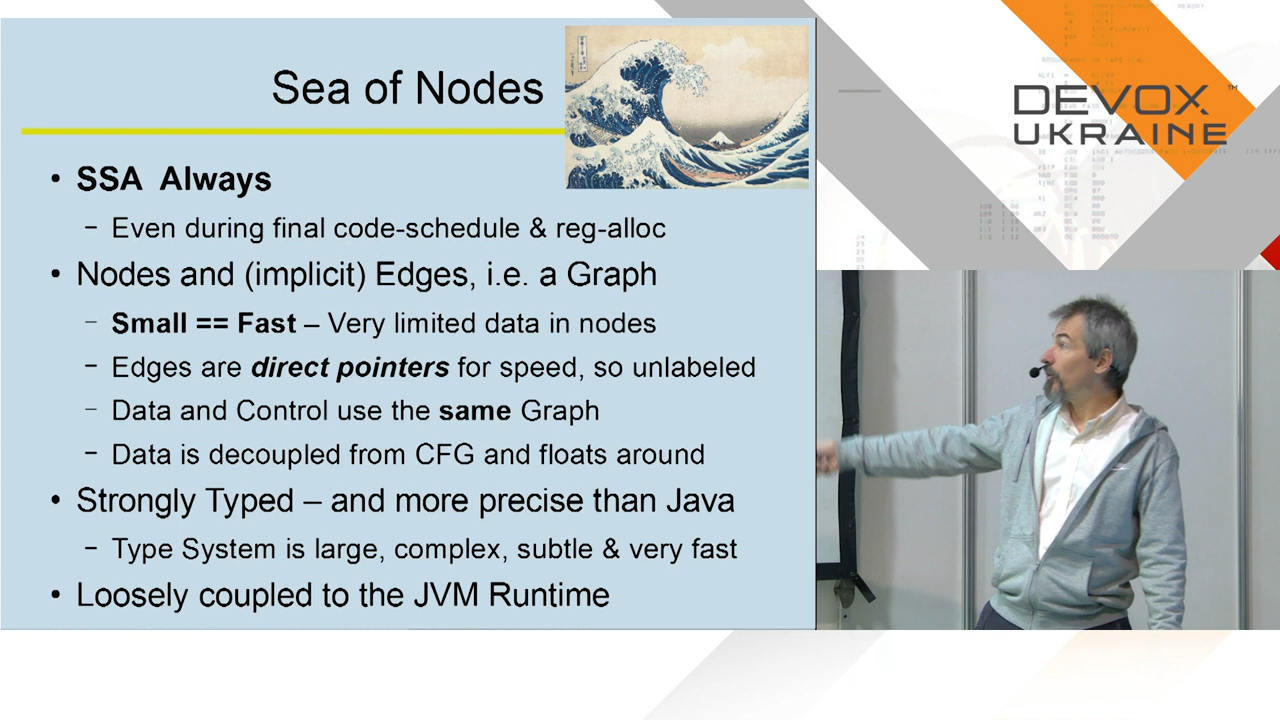 Sea of Nodes
• SSA Always
– Even during final code-schedule & reg-alloc
• Nodes and (implicit) Edges, i.e. a Graph
– Small == Fast – Very limited data in nodes
– Edges are direct pointers for speed, so unlabeled
– Data and Control use the same Graph
– Data is decoupled from CFG and floats around
• Strongly Typed – and more precise than Java
– Type System is large, complex, subtle & very fast
• Loosely coupled to the JVM Runtime
DEVOX™
UKRAINE